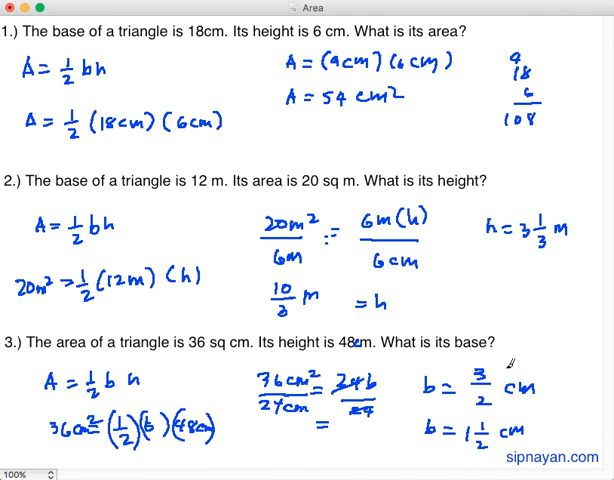 Area
1.) The base of a triangle is 18cm. Its height is 6 cm. What is its area?
A = 1/2 bh
A = (9cm)(6cm)
A = 54 cm²
9
18
6
108
A = 1/2 (18cm)(6cm)
2.) The base of a triangle is 12 m. Its area is 20 sq m. What is its height?
A = 1/2 bh
20m² = 1/2 (12m)(h)
20m²/6m = 6m(h)/6cm
10/3 m = h
h = 3 1/3 m
3.) The area of a triangle is 36 sq cm. Its height is 48cm. What is its base?
A = 1/2 b h
36cm² = (1/2)(b)(48cm)
36cm²/24cm = 24b/24
=
b = 3/2 cm
b = 1 1/2 cm
sipnayan.com
100%